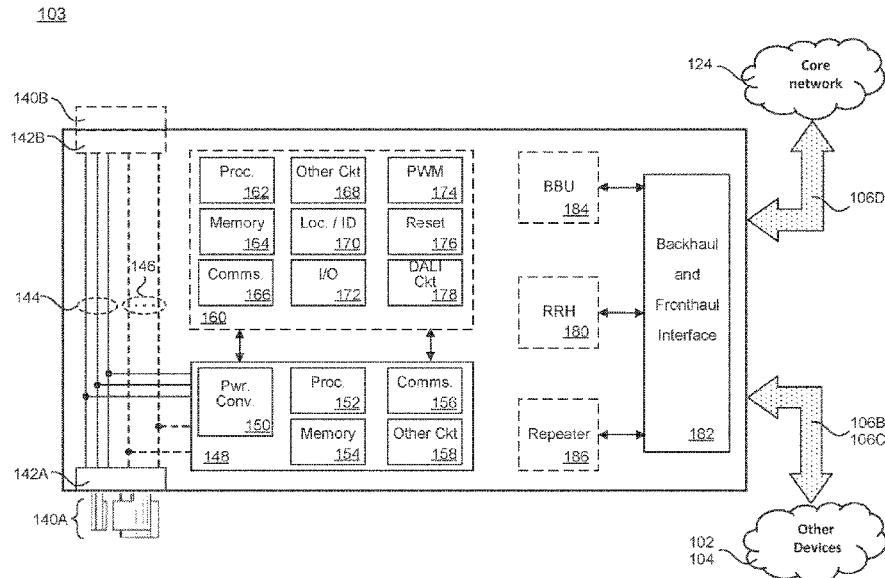 103
124
Core
network
140B
142B
Proc.
162
Other Ckt
168
PWM
174
BBU
184
106D
Memory
164
Loc. / ID
170
Reset
176
Backhaul
and
Fronthaul
Interface
146
144
Comms.
166
I/O
172
DALI
Ckt
178
160
RRH
180
Pwr.
Conv.
150
Proc.
152
Comms.
156
Memory
154
Other Ckt
158
148
Repeater
186
182
106B
106C
142A
140A
102
104
Other
Devices